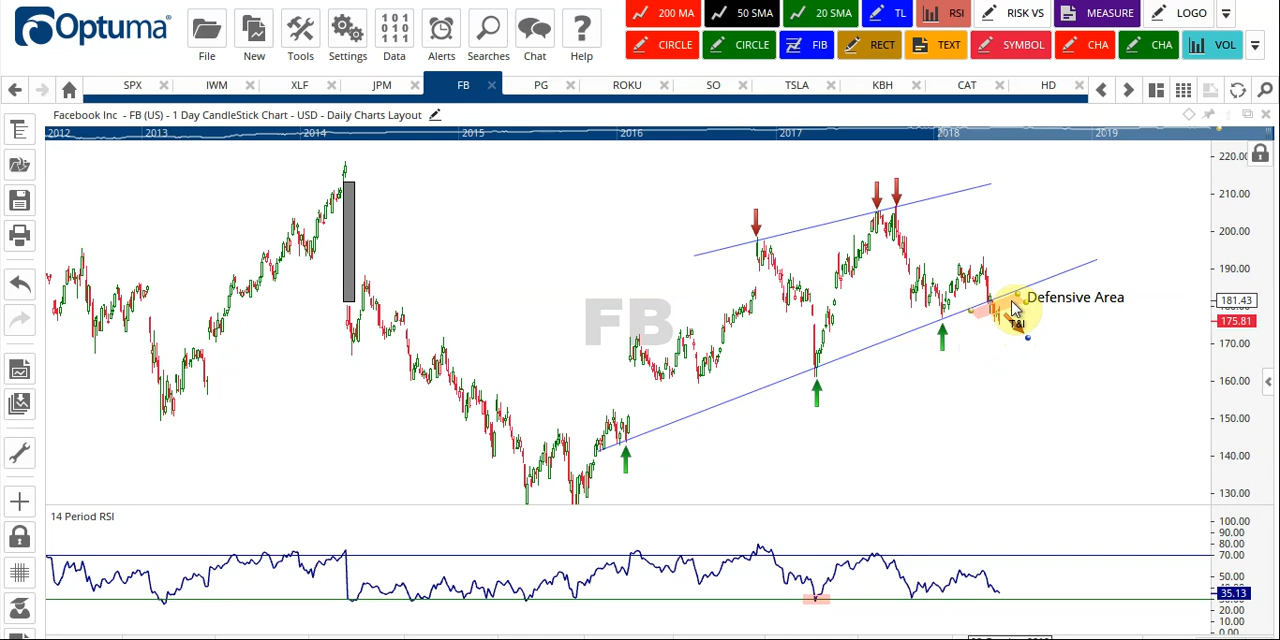 Optuma®
File
New
Tools
Settings
Data
Alerts
Searches
Chat
Help
200 MA
50 SMA
20 SMA
TL
RSI
RISK VS
MEASURE
LOGO
CIRCLE
CIRCLE
FIB
RECT
TEXT
SYMBOL
CHA
CHA
VOL
SPX
IWM
XLF
JPM
FB
PG
ROKU
SO
TSLA
KBH
CAT
HD
Facebook Inc - FB (US) - 1 Day CandleStick Chart - USD - Daily Charts Layout
2012
2013
2014
2015
2016
2017
2018
2019
220.00
210.00
200.00
190.00
181.43
175.81
170.00
160.00
150.00
140.00
130.00
FB
Defensive Area
T&I
14 Period RSI
100.00
90.00
80.00
70.00
50.00
35.13
20.00
10.00
0.00